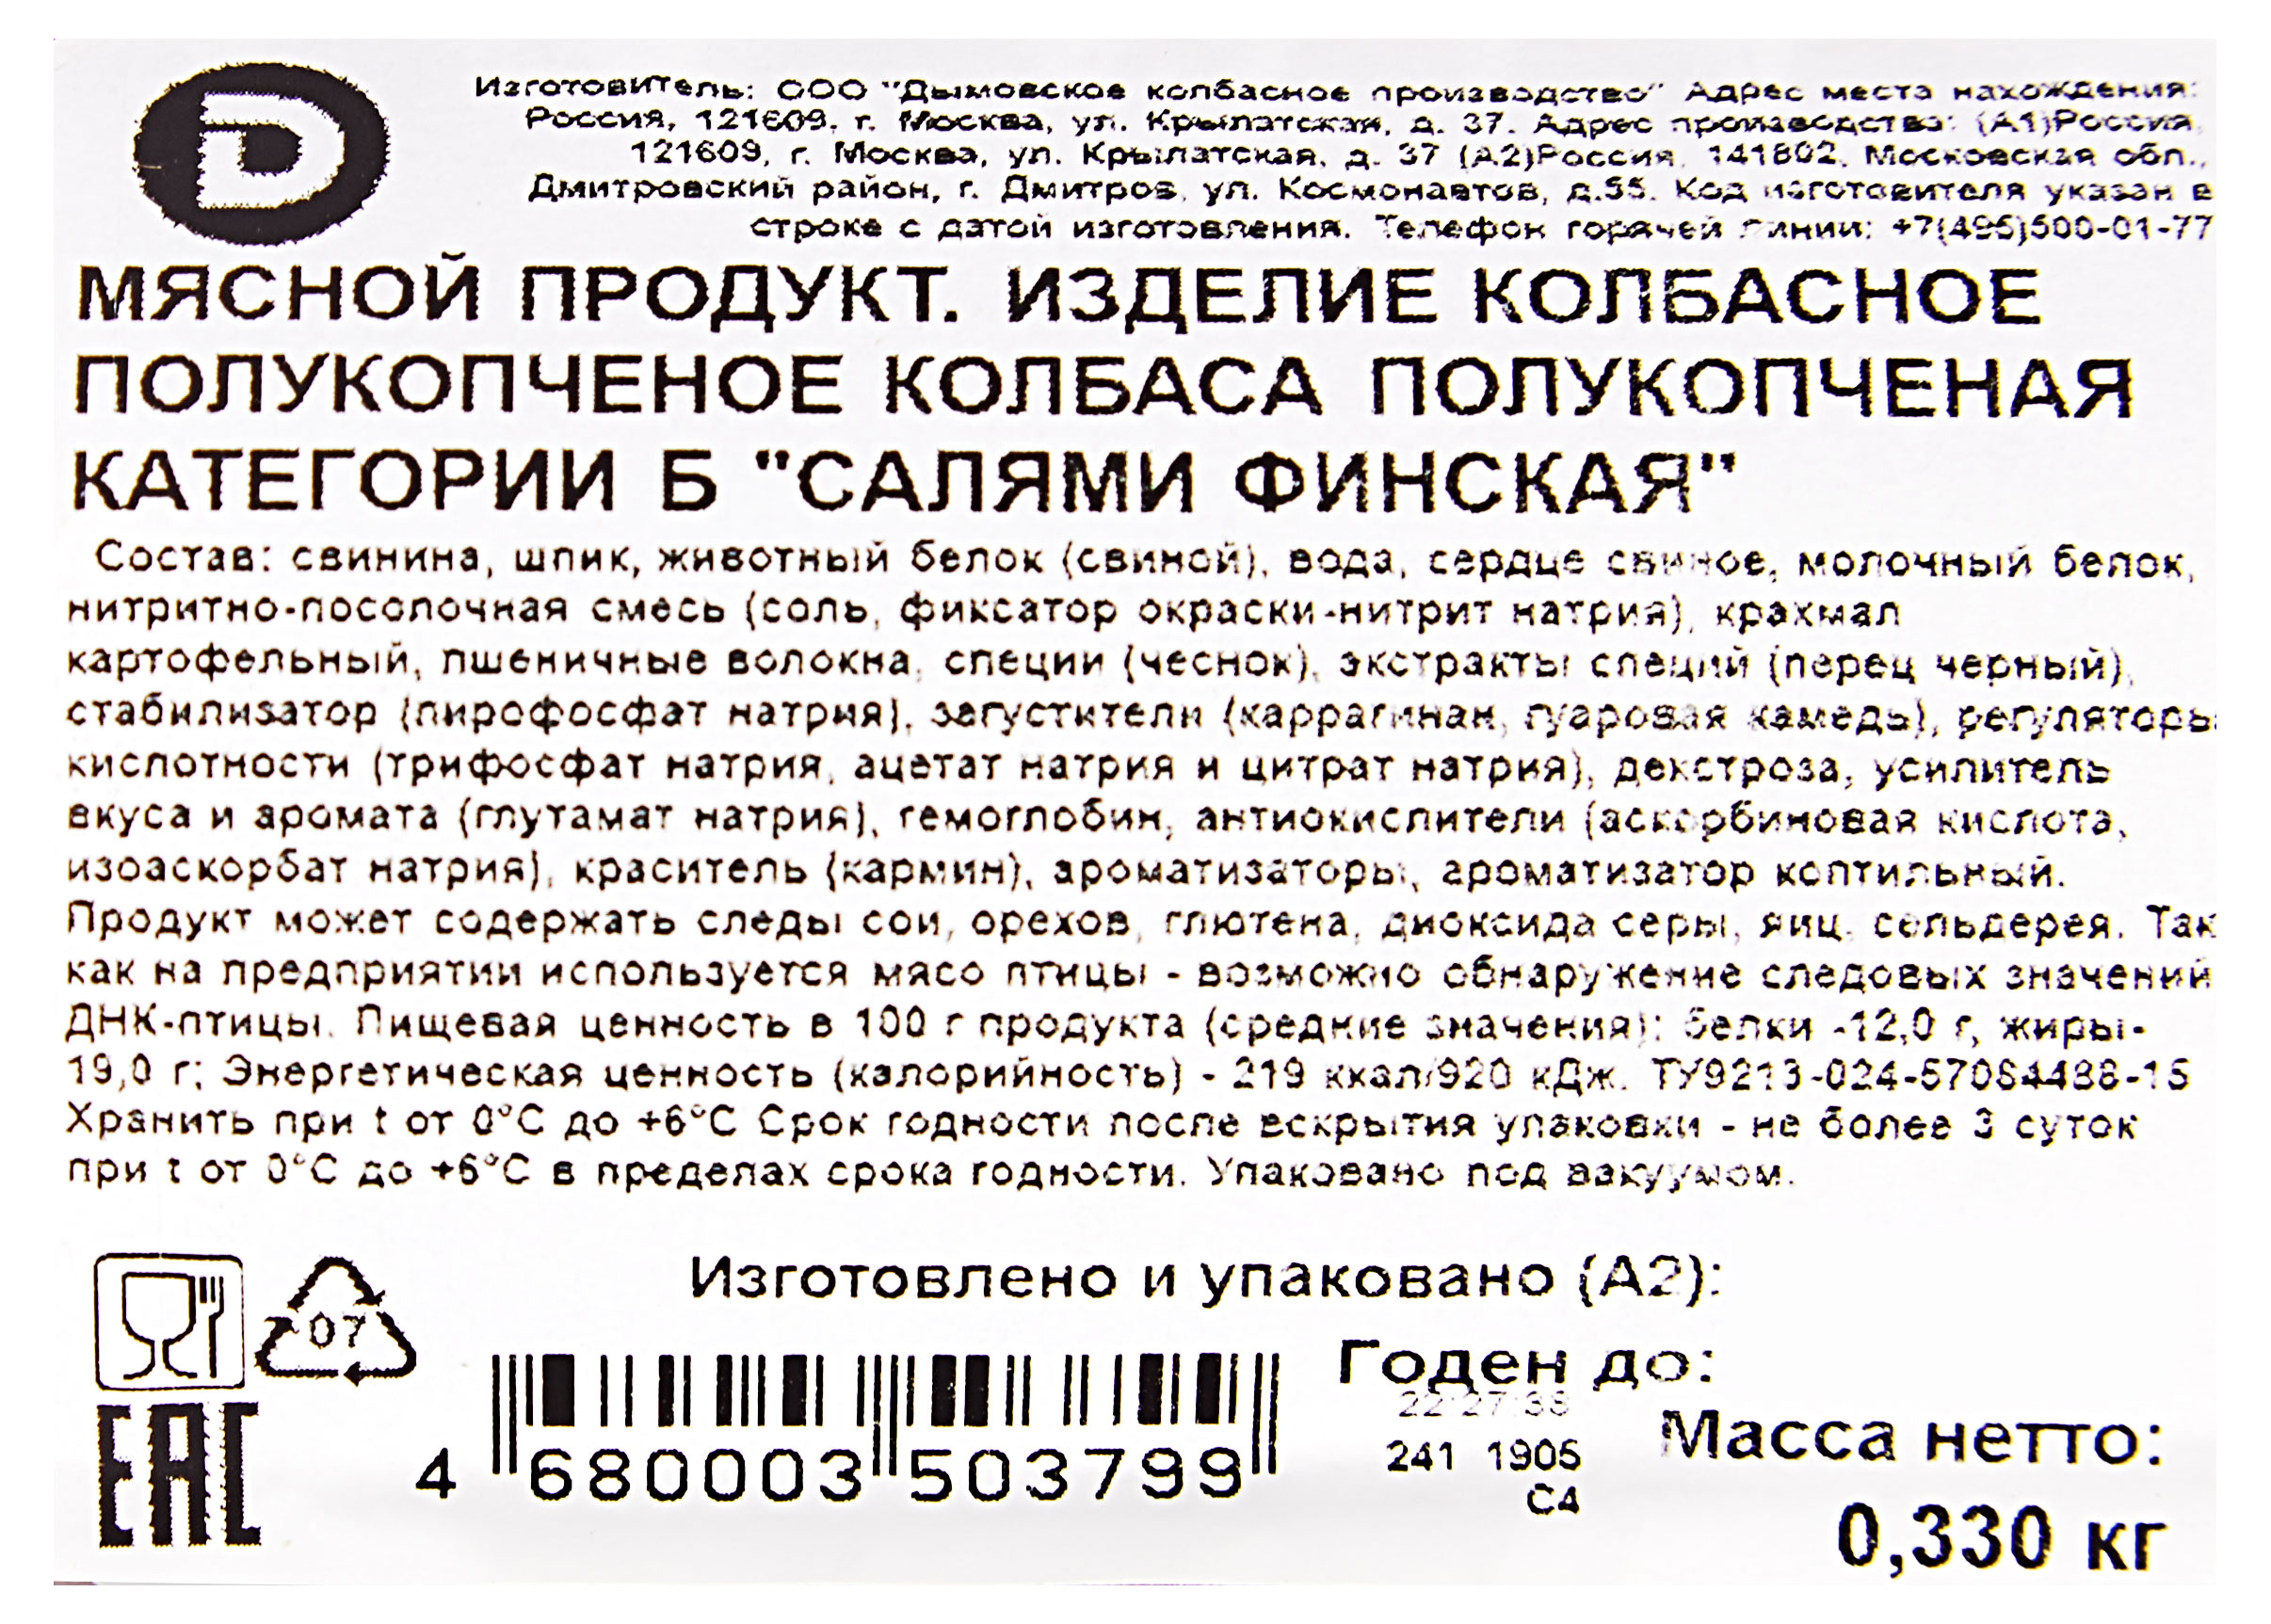 D
Изготовитель: ООО "Дымовское колбасное производство" Адрес места нахождения:
Россия, 121609, г. Москва, ул. Крылатская, д. 37. Адрес производства: (А1)Россия,
121609, г. Москва, ул. Крылатская, д. 37 (А2)Россия, 141802, Московская обл.,
Дмитровский район, г. Дмитров, ул. Космонавтов, д.55. Код изготовителя указан в
строке с датой изготовления. Телефон горячей линии: +7(495)500-01-77
МЯСНОЙ ПРОДУКТ. ИЗДЕЛИЕ КОЛБАСНОЕ
ПОЛУКОПЧЕНОЕ КОЛБАСА ПОЛУКОПЧЕНАЯ
КАТЕГОРИИ Б "САЛЯМИ ФИНСКАЯ"
Состав: свинина, шпик, животный белок (свиной), вода, сердце свиное, молочный белок,
нитритно-посолочная смесь (соль, фиксатор окраски-нитрит натрия), крахмал
картофельный, пшеничные волокна, специи (чеснок), экстракты специй (перец черный),
стабилизатор (пирофосфат натрия), загустители (каррагинан, гуаровая камедь), регуляторы
кислотности (трифосфат натрия, ацетат натрия и цитрат натрия), декстроза, усилитель
вкуса и аромата (глутамат натрия), гемоглобин, антиокислители (аскорбиновая кислота,
изоаскорбат натрия), краситель (кармин), ароматизаторы, ароматизатор коптильный.
Продукт может содержать следы сои, орехов, глютена, диоксида серы, яиц, сельдерея. Так
как на предприятии используется мясо птицы - возможно обнаружение следовых значений
ДНК-птицы. Пищевая ценность в 100 г продукта (средние значения): белки -12,0 г, жиры-
19,0 г; Энергетическая ценность (калорийность) - 219 ккал/920 кДж. ТУ9213-024-57084488-15
Хранить при t от 0°C до +6°C Срок годности после вскрытия упаковки - не более 3 суток
при t от 0°C до +6°C в пределах срока годности. Упаковано под вакуумом.
Изготовлено и упаковано (А2):
07
Годен до:
22:27:38
241 1905
C4
Масса нетто:
0,330 кг
EAC
4 680003 503799